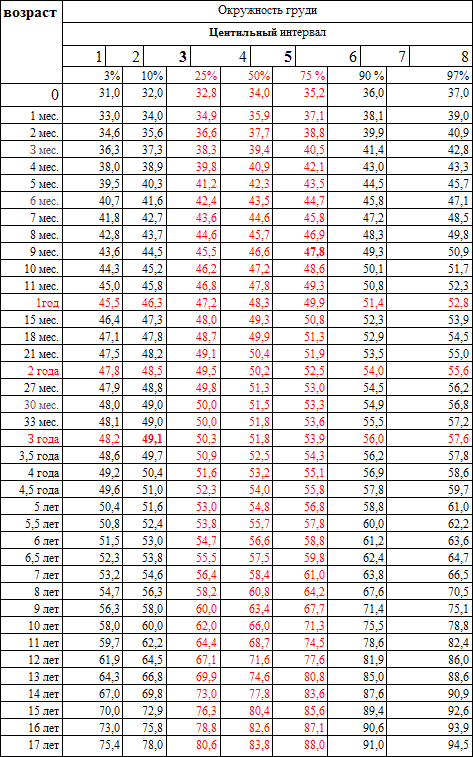 возраст Окружность груди
Центильный интервал
1 2 3 4 5 6 7 8
3% 10% 25% 50% 75 % 90 % 97%
0 31,0 32,0 32,8 34,0 35,2 36,0 37,0
1 мес. 33,0 34,0 34,9 35,9 37,1 38,1 39,0
2 мес. 34,6 35,6 36,6 37,7 38,8 39,9 40,9
3 мес. 36,3 37,3 38,3 39,4 40,5 41,4 42,8
4 мес. 38,0 38,9 39,8 40,9 42,1 43,0 43,3
5 мес. 39,5 40,3 41,2 42,3 43,5 44,5 45,7
6 мес. 40,7 41,6 42,4 43,5 44,7 45,8 47,1
7 мес. 41,8 42,7 43,6 44,6 45,8 47,2 48,5
8 мес. 42,8 43,7 44,6 45,7 46,9 48,3 49,8
9 мес. 43,6 44,5 45,5 46,6 47,8 49,3 50,9
10 мес. 44,3 45,2 46,2 47,2 48,6 50,1 51,7
11 мес. 45,0 45,8 46,8 47,8 49,3 50,8 52,3
1год 45,5 46,3 47,2 48,3 49,9 51,4 52,8
15 мес. 46,4 47,3 48,0 49,3 50,8 52,3 53,9
18 мес. 47,1 47,8 48,7 49,9 51,3 52,9 54,5
21 мес. 47,5 48,2 49,1 50,4 51,9 53,5 55,0
2 года 47,8 48,5 49,5 50,2 52,5 54,0 55,6
27 мес. 47,9 48,8 49,8 51,3 53,0 54,5 56,2
30 мес. 48,0 49,0 50,0 51,5 53,3 54,9 56,8
33 мес. 48,1 49,0 50,0 51,8 53,6 55,5 57,2
3 года 48,2 49,1 50,3 51,8 53,9 56,0 57,6
3,5 года 48,6 49,7 50,9 52,5 54,3 56,2 57,8
4 года 49,2 50,4 51,6 53,2 55,1 56,9 58,6
4,5 года 49,6 51,0 52,3 54,0 55,8 57,8 59,7
5 лет 50,4 51,6 53,0 54,8 56,8 58,8 61,0
5,5 лет 50,8 52,4 53,8 55,7 57,8 60,0 62,2
6 лет 51,5 53,0 54,7 56,6 58,8 61,2 63,6
6,5 лет 52,3 53,8 55,5 57,5 59,8 62,4 64,7
7 лет 53,2 54,6 56,4 58,4 61,0 63,8 66,5
8 лет 54,7 56,3 58,2 60,8 64,2 67,6 70,5
9 лет 56,3 58,0 60,0 63,4 67,7 71,4 75,1
10 лет 58,0 60,0 62,0 66,0 71,3 75,5 78,8
11 лет 59,7 62,2 64,4 68,7 74,5 78,6 82,4
12 лет 61,9 64,5 67,1 71,6 77,6 81,9 86,0
13 лет 64,3 66,8 69,9 74,6 80,8 85,0 88,6
14 лет 67,0 69,8 73,0 77,8 83,6 87,6 90,9
15 лет 70,0 72,9 76,3 80,4 85,6 89,4 92,6
16 лет 73,0 75,8 78,8 82,6 87,1 90,6 93,9
17 лет 75,4 78,0 80,6 83,8 88,0 91,0 94,5